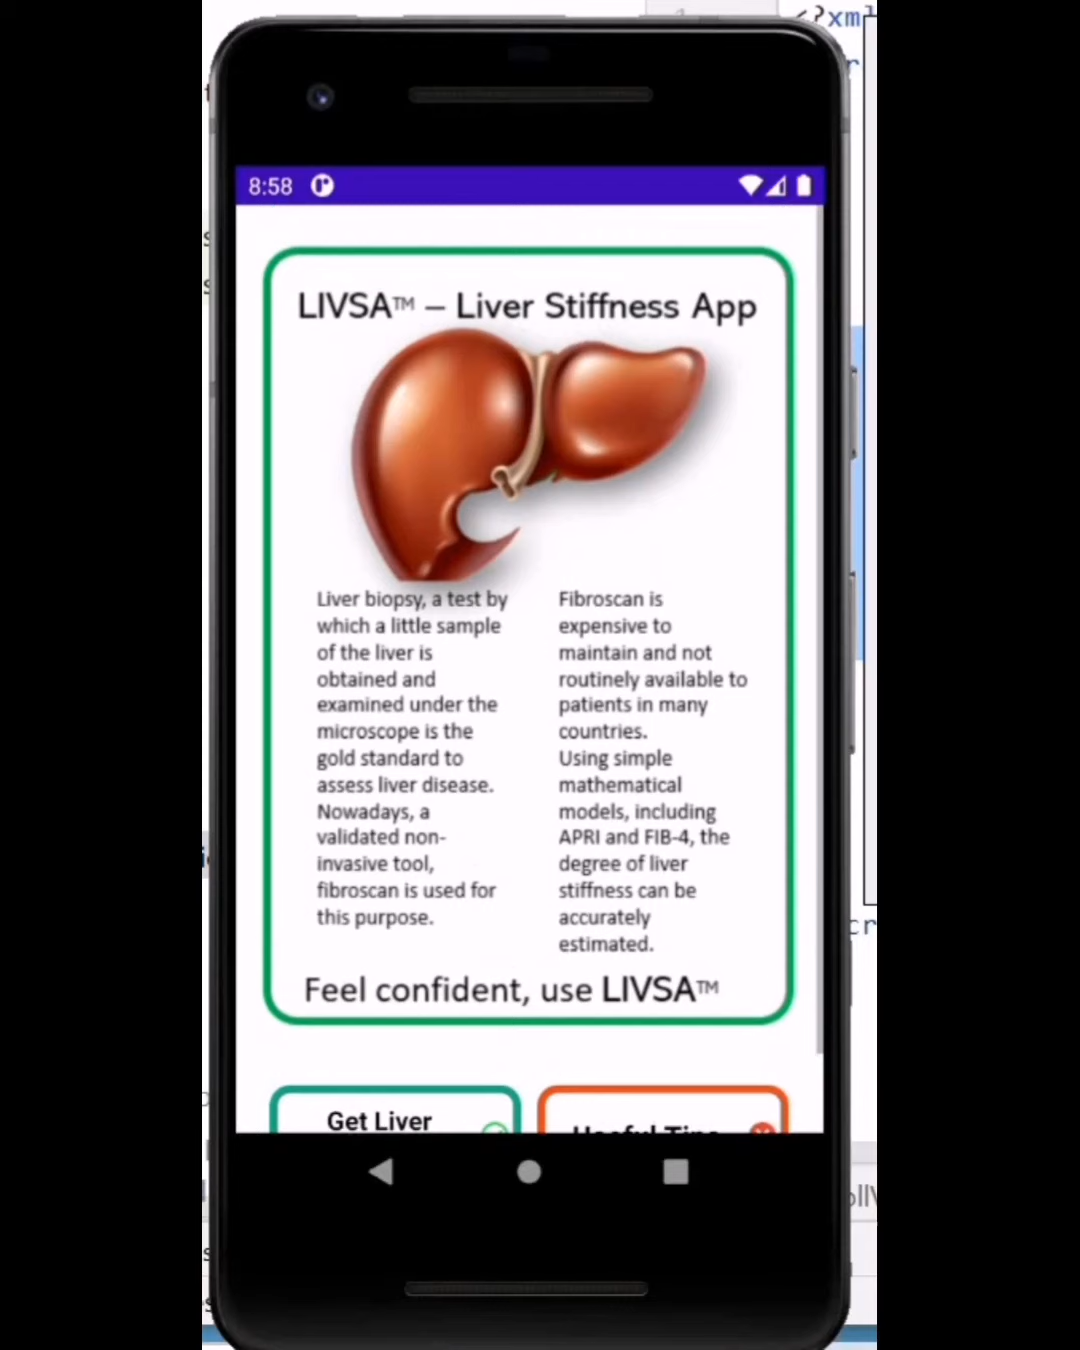 <?xml
8:58
LIVSA™ – Liver Stiffness App
Liver biopsy, a test by
which a little sample
of the liver is
obtained and
examined under the
microscope is the
gold standard to
assess liver disease.
Nowadays, a
validated non-
invasive tool,
fibroscan is used for
this purpose.
Fibroscan is
expensive to
maintain and not
routinely available to
patients in many
countries.
Using simple
mathematical
models, including
APRI and FIB-4, the
degree of liver
stiffness can be
accurately
estimated.
Feel confident, use LIVSA™
Get Liver
Useful Tips